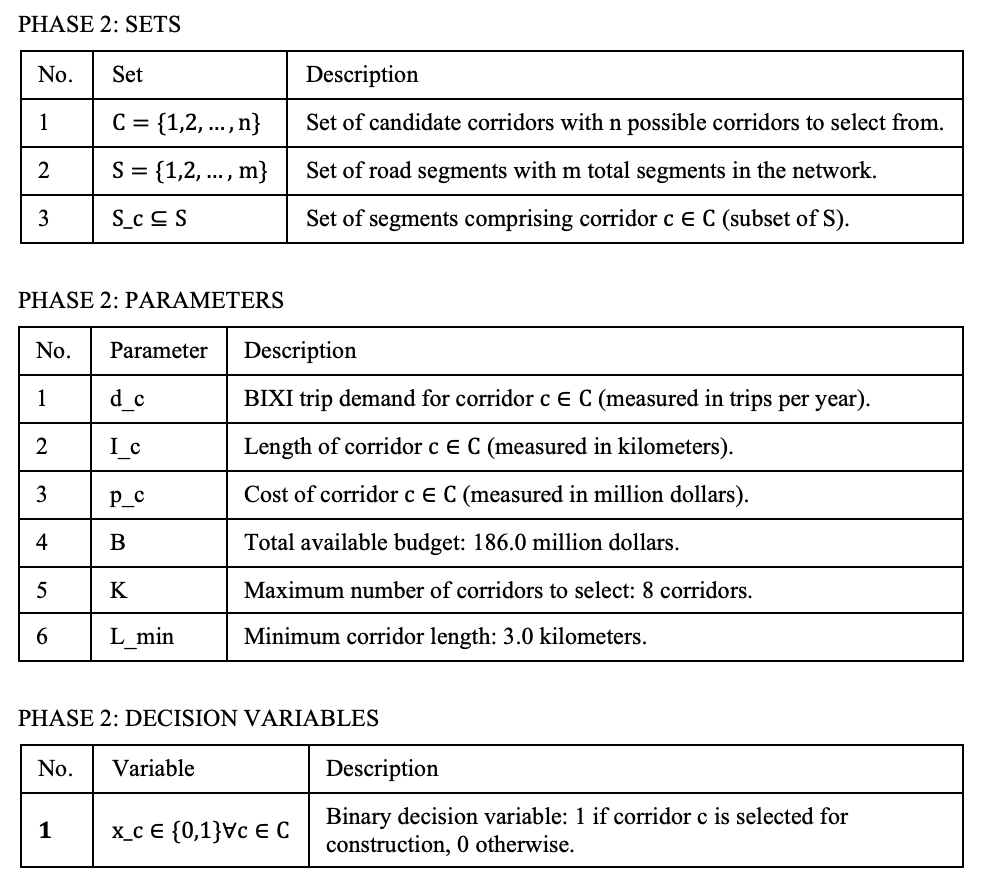 PHASE 2: SETS
No. Set Description
1 C = {1,2, ..., n} Set of candidate corridors with n possible corridors to select from.
2 S = {1,2, ..., m} Set of road segments with m total segments in the network.
3 S_c ⊆ S Set of segments comprising corridor c ∈ C (subset of S).
PHASE 2: PARAMETERS
No. Parameter Description
1 d_c BIXI trip demand for corridor c ∈ C (measured in trips per year).
2 I_c Length of corridor c ∈ C (measured in kilometers).
3 p_c Cost of corridor c ∈ C (measured in million dollars).
4 B Total available budget: 186.0 million dollars.
5 K Maximum number of corridors to select: 8 corridors.
6 L_min Minimum corridor length: 3.0 kilometers.
PHASE 2: DECISION VARIABLES
No. Variable Description
1 x_c ∈ {0,1}∀c ∈ C Binary decision variable: 1 if corridor c is selected for
construction, 0 otherwise.